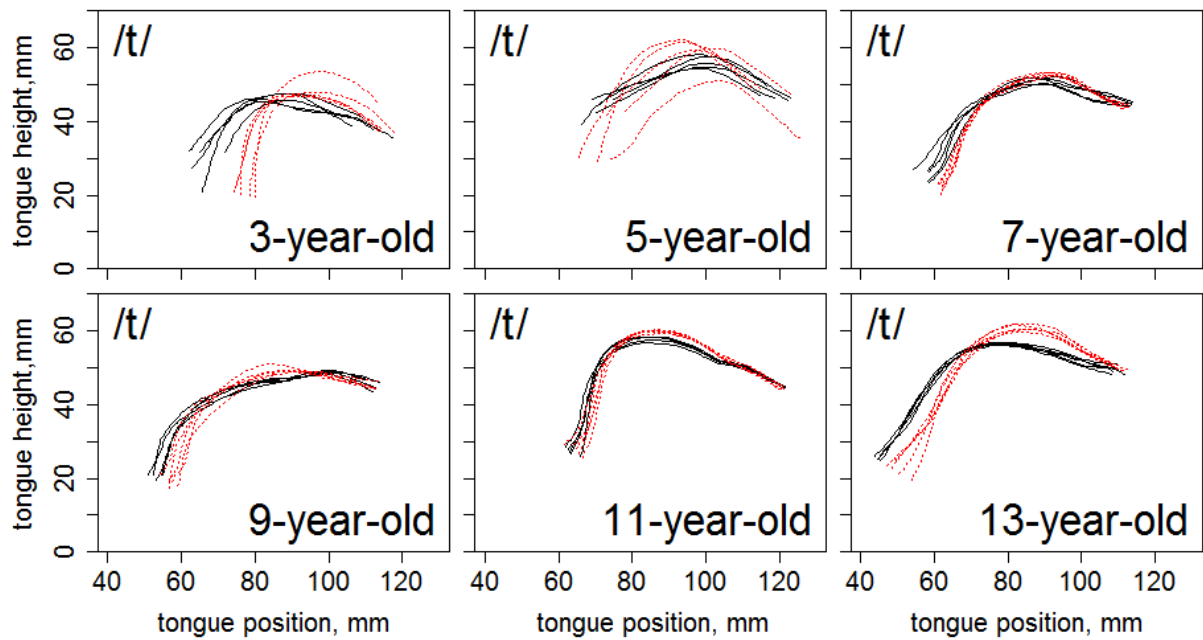 /t/ /t/ /t/
tongue height,mm
0 20 40 60
3-year-old 5-year-old 7-year-old
/t/ /t/ /t/
tongue height,mm
0 20 40 60
9-year-old 11-year-old 13-year-old
40 60 80 100 120 40 60 80 100 120 40 60 80 100 120
tongue position, mm tongue position, mm tongue position, mm